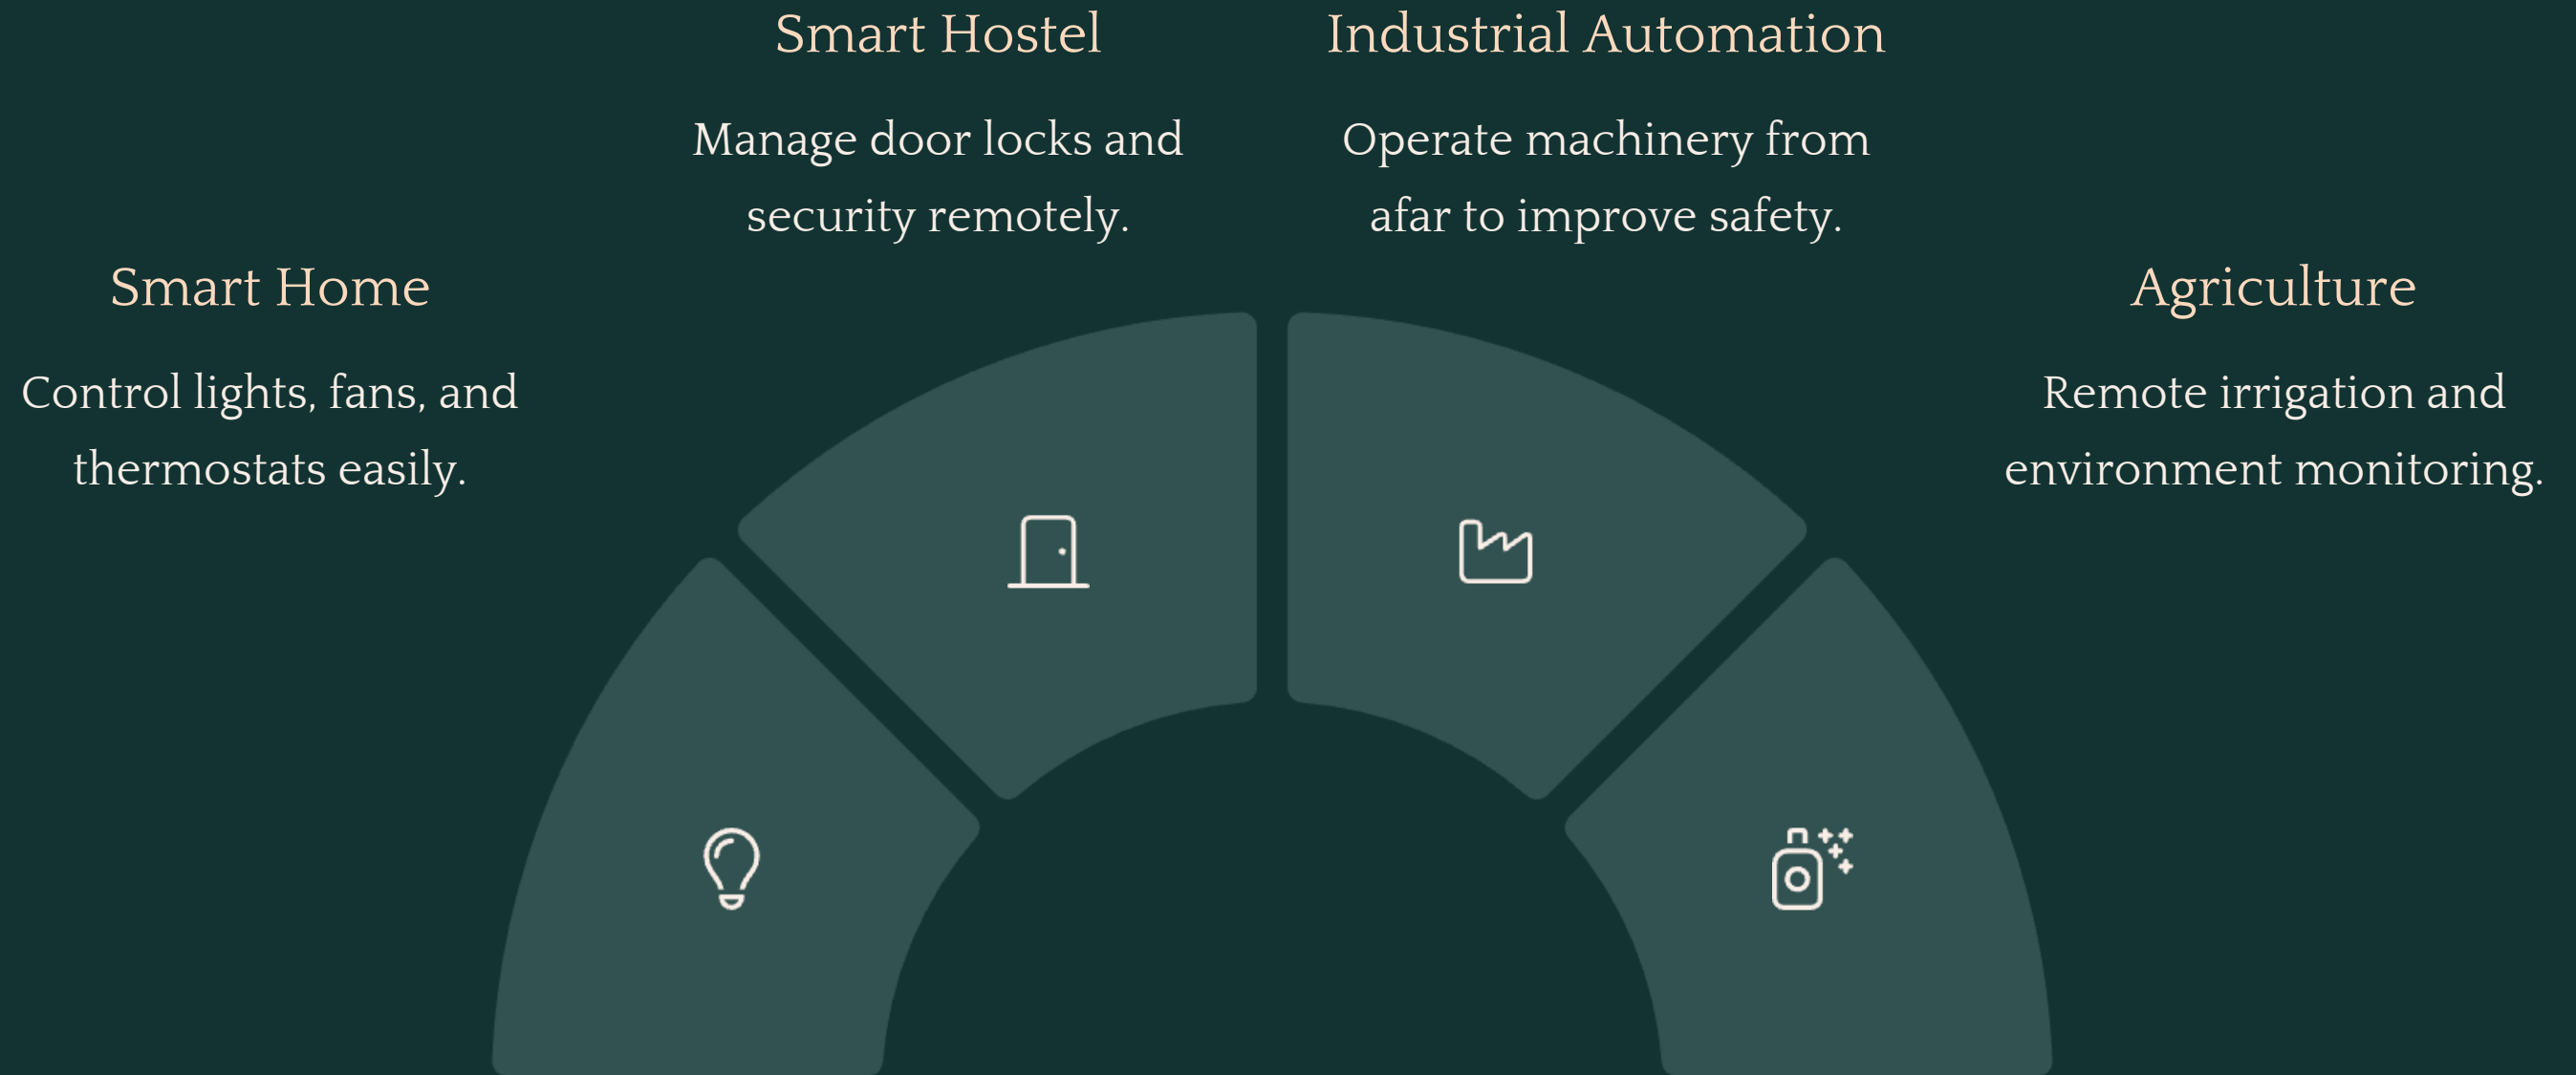 Smart Home
Control lights, fans, and
thermostats easily.
Smart Hostel
Manage door locks and
security remotely.
Industrial Automation
Operate machinery from
afar to improve safety.
Agriculture
Remote irrigation and
environment monitoring.